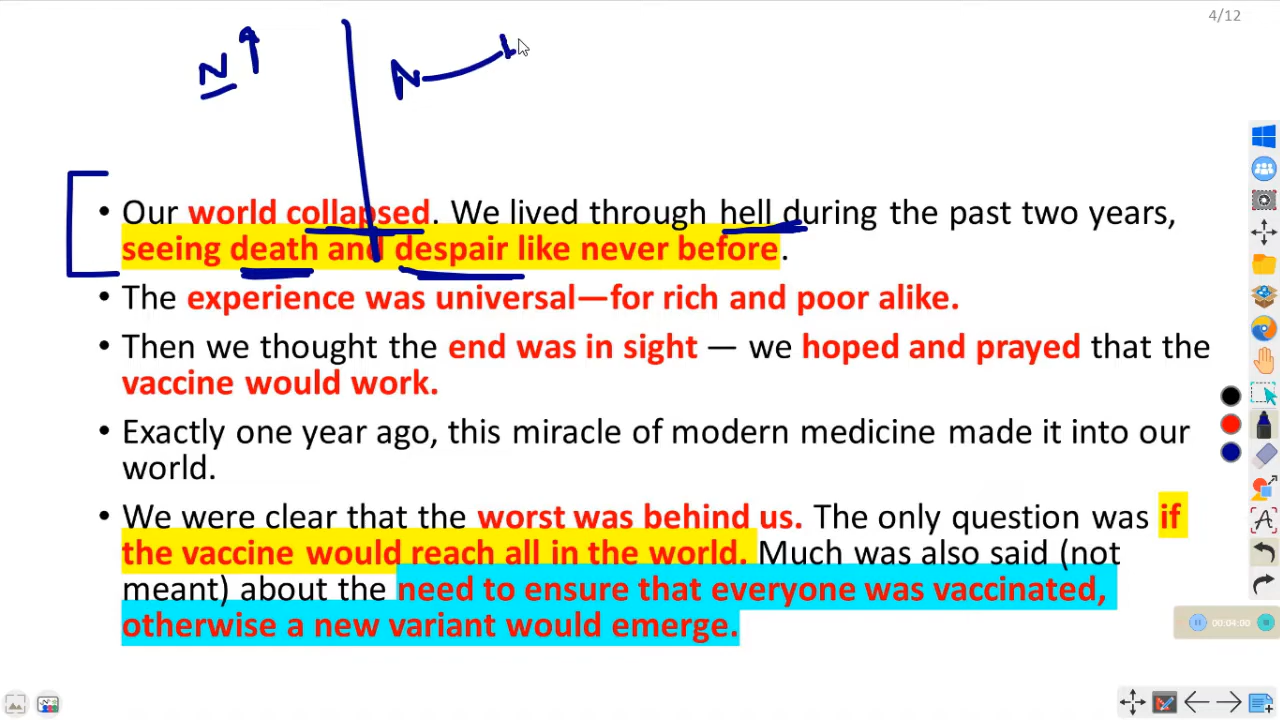 4/12
N
N
• Our world collapsed. We lived through hell during the past two years,
seeing death and despair like never before.
• The experience was universal—for rich and poor alike.
• Then we thought the end was in sight — we hoped and prayed that the
vaccine would work.
• Exactly one year ago, this miracle of modern medicine made it into our
world.
• We were clear that the worst was behind us. The only question was if
the vaccine would reach all in the world. Much was also said (not
meant) about the need to ensure that everyone was vaccinated,
otherwise a new variant would emerge.
00:04:00